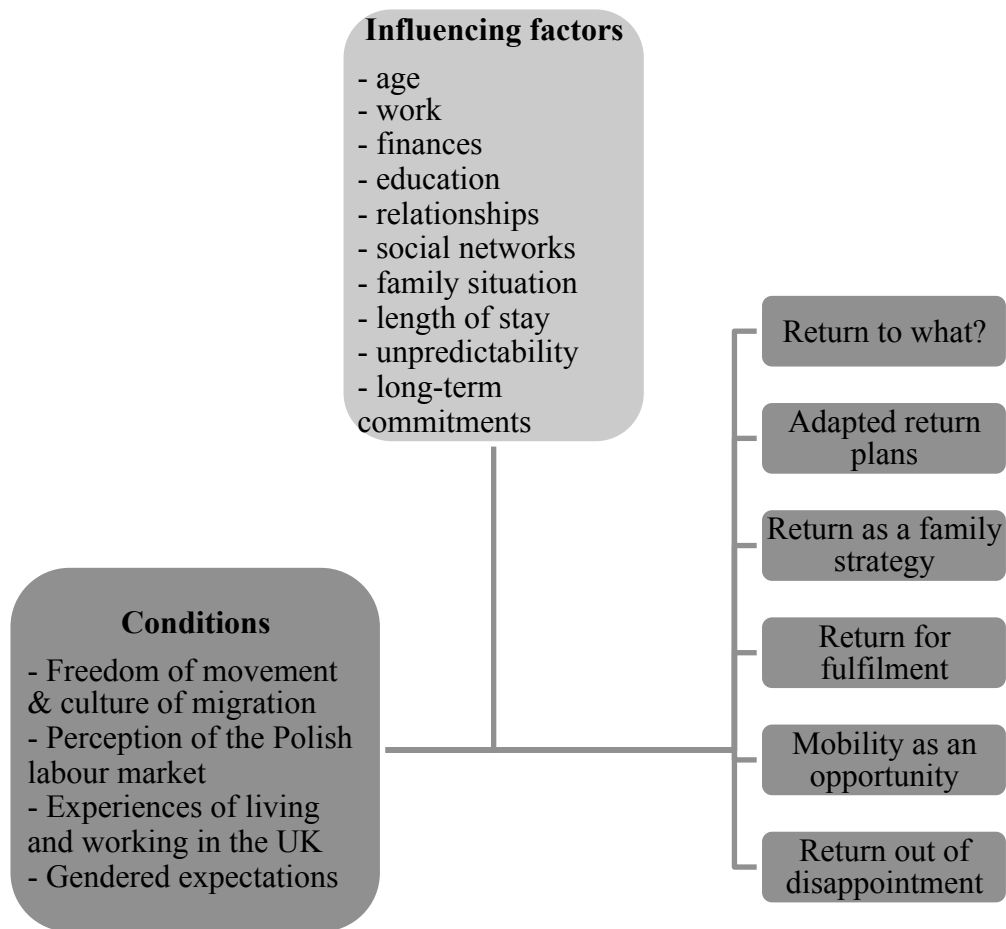 Influencing factors
- age
- work
- finances
- education
- relationships
- social networks
- family situation
- length of stay
- unpredictability
- long-term
commitments
Conditions
- Freedom of movement
& culture of migration
- Perception of the Polish
labour market
- Experiences of living
and working in the UK
- Gendered expectations
Return to what?
Adapted return
plans
Return as a family
strategy
Return for
fulfilment
Mobility as an
opportunity
Return out of
disappointment